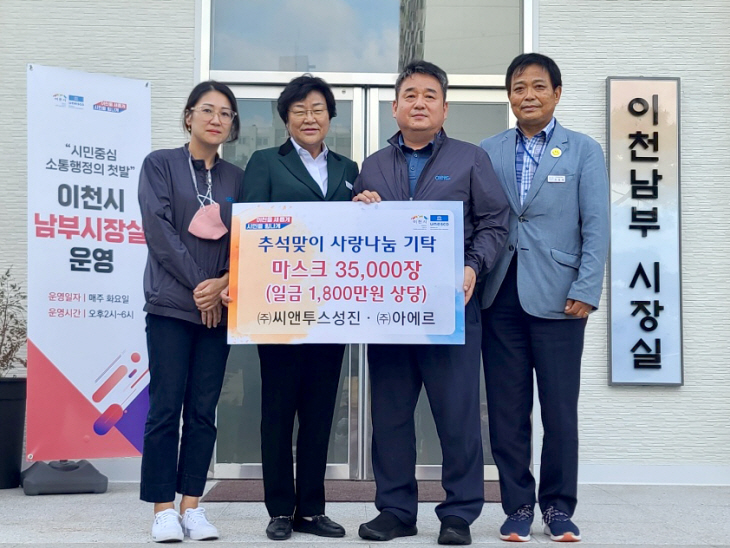 "시민중심
소통행정의 첫발"
이천시
남부시장실
운영
운영일자 | 매주 화요일
운영시간 | 오후2시~6시
추석맞이 사랑나눔 기탁
마스크 35,000장
(일금 1,800만원 상당)
㈜씨앤투스성진 · ㈜아에르
이천남부 시장실